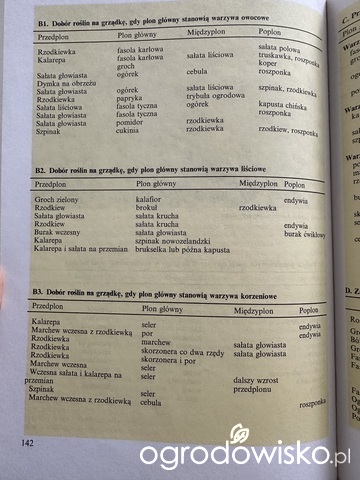 B1. Dobór roślin na grządkę, gdy plon główny stanowią warzywa owocowe
Przedplon Plon główny Międzyplon Poplon
Rzodkiewka fasola karłowa sałata polowa
Kalarepa fasola karłowa sałata liściowa truskawka, roszponka
groch koper
Sałata głowiasta ogórek cebula roszponka
Dymka na obrzeżu
Sałata głowiasta ogórek sałata liściowa szpinak, rzodkiewka
Rzodkiewka papryka trybuła ogrodowa
Sałata liściowa fasola tyczna ogórek kapusta chińska
Sałata głowiasta fasola tyczna roszponka
Sałata głowiasta pomidor rzodkiewka
Szpinak cukinia rzodkiewka rzodkiew, roszponka
B2. Dobór roślin na grządkę, gdy plon główny stanowią warzywa liściowe
Przedplon Plon główny Międzyplon Poplon
Groch zielony kalafior endywia
Rzodkiew brokuł rzodkiewka
Sałata głowiasta sałata krucha
Rzodkiew sałata krucha endywia
Burak wczesny sałata głowiasta burak ćwikłowy
Kalarepa szpinak nowozelandzki
Kalarepa i sałata na przemian brukselka lub późna kapusta
B3. Dobór roślin na grządkę, gdy plon główny stanowią warzywa korzeniowe
Przedplon Plon główny Międzyplon Poplon
Kalarepa seler endywia
Marchew wczesna z rzodkiewką por endywia
Rzodkiewka marchew sałata głowiasta
Rzodkiewka skorzonera co dwa rzędy sałata głowiasta
Rzodkiewka skorzonera i por
Marchew wczesna seler
Wczesna sałata i kalarepa na
przemian seler dalszy wzrost
Szpinak seler przedplonu
Marchew wczesna z rzodkiewką cebula roszponka
142
ogrodowisko.pl